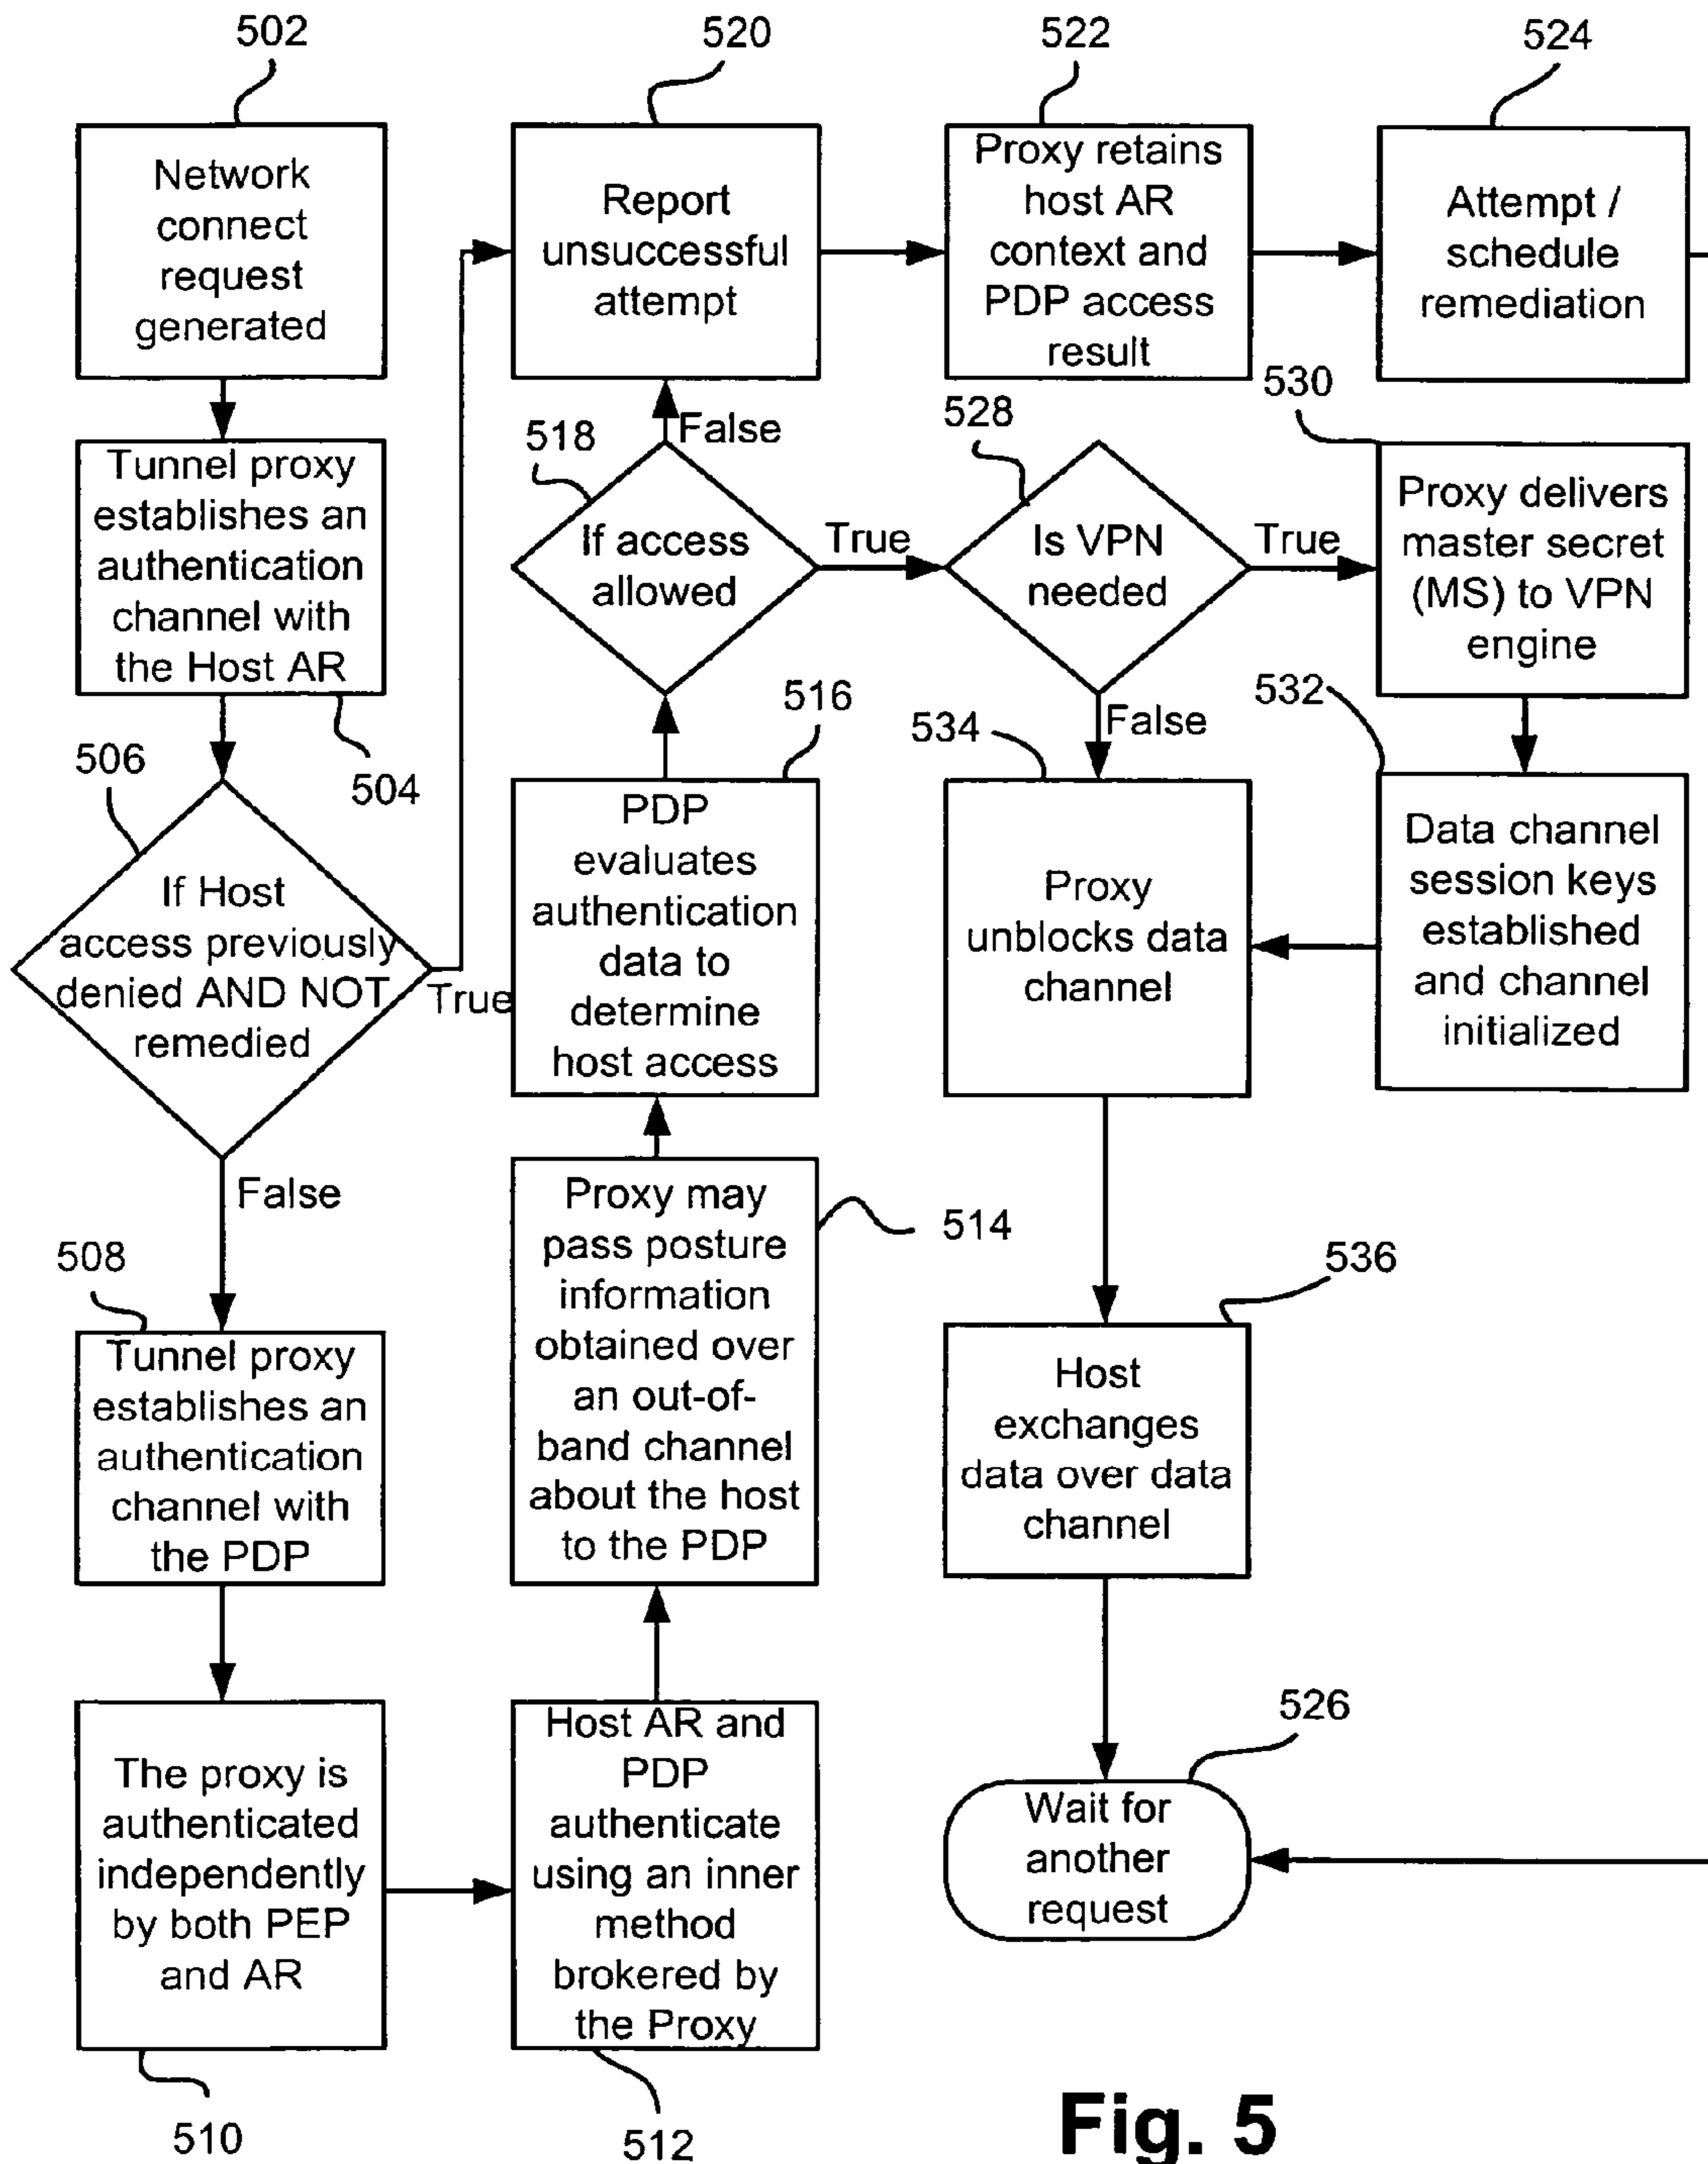 502
Network
connect
request
generated
Tunnel proxy
establishes an
authentication
channel with
the Host AR
504
506
If Host
access previously
denied AND NOT
remedied
True
False
508
Tunnel proxy
establishes an
authentication
channel with
the PDP
The proxy is
authenticated
independently
by both PEP
and AR
510
Host AR and
PDP
authenticate
using an inner
method
brokered by
the Proxy
512
Proxy may
pass posture
information
obtained over
an out-of-
band channel
about the host
to the PDP
514
516
PDP
evaluates
authentication
data to
determine
host access
518
If access
allowed
False
True
520
Report
unsuccessful
attempt
522
Proxy retains
host AR
context and
PDP access
result
524
Attempt /
schedule
remediation
528
Is VPN
needed
True
False
530
Proxy delivers
master secret
(MS) to VPN
engine
532
Data channel
session keys
established
and channel
initialized
534
Proxy
unblocks data
channel
536
Host
exchanges
data over data
channel
526
Wait for
another
request
Fig. 5